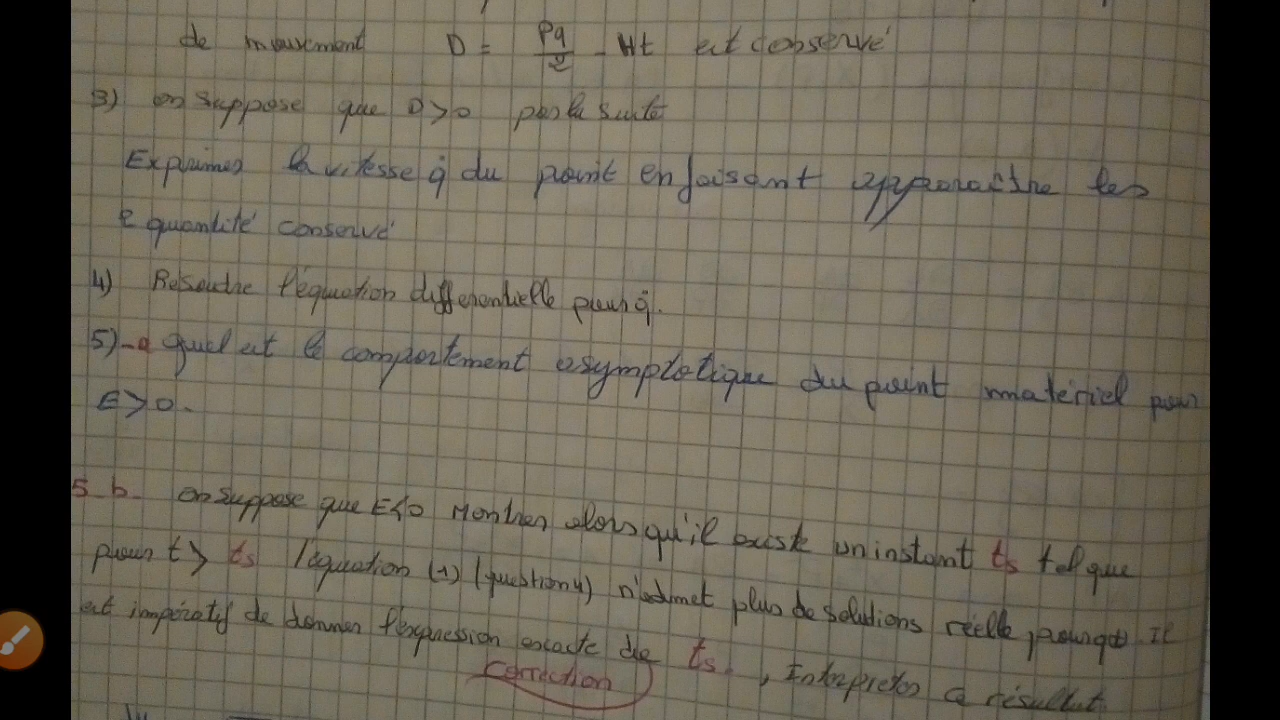 de mouvement D = Pq/2 - Ht est conservé
3) on suppose que D>0 par la suite
Exprimer la vitesse q̇ du point en faisant apparaître les
2 quantité conservé
4) Resoudre l'équation differentielle pour q.
5)-a quel est le comportement asymptotique du point matériel pour
E>0.
5-b- on suppose que E<0 Montrer alors qu'il existe un instant ts tel que
pour t> ts l'équation (1) (question 4) n'admet plus de solutions réelle, pour q Il
est impératif de donner l'expression exacte de ts. , Interpreter ce résultat.
Correction